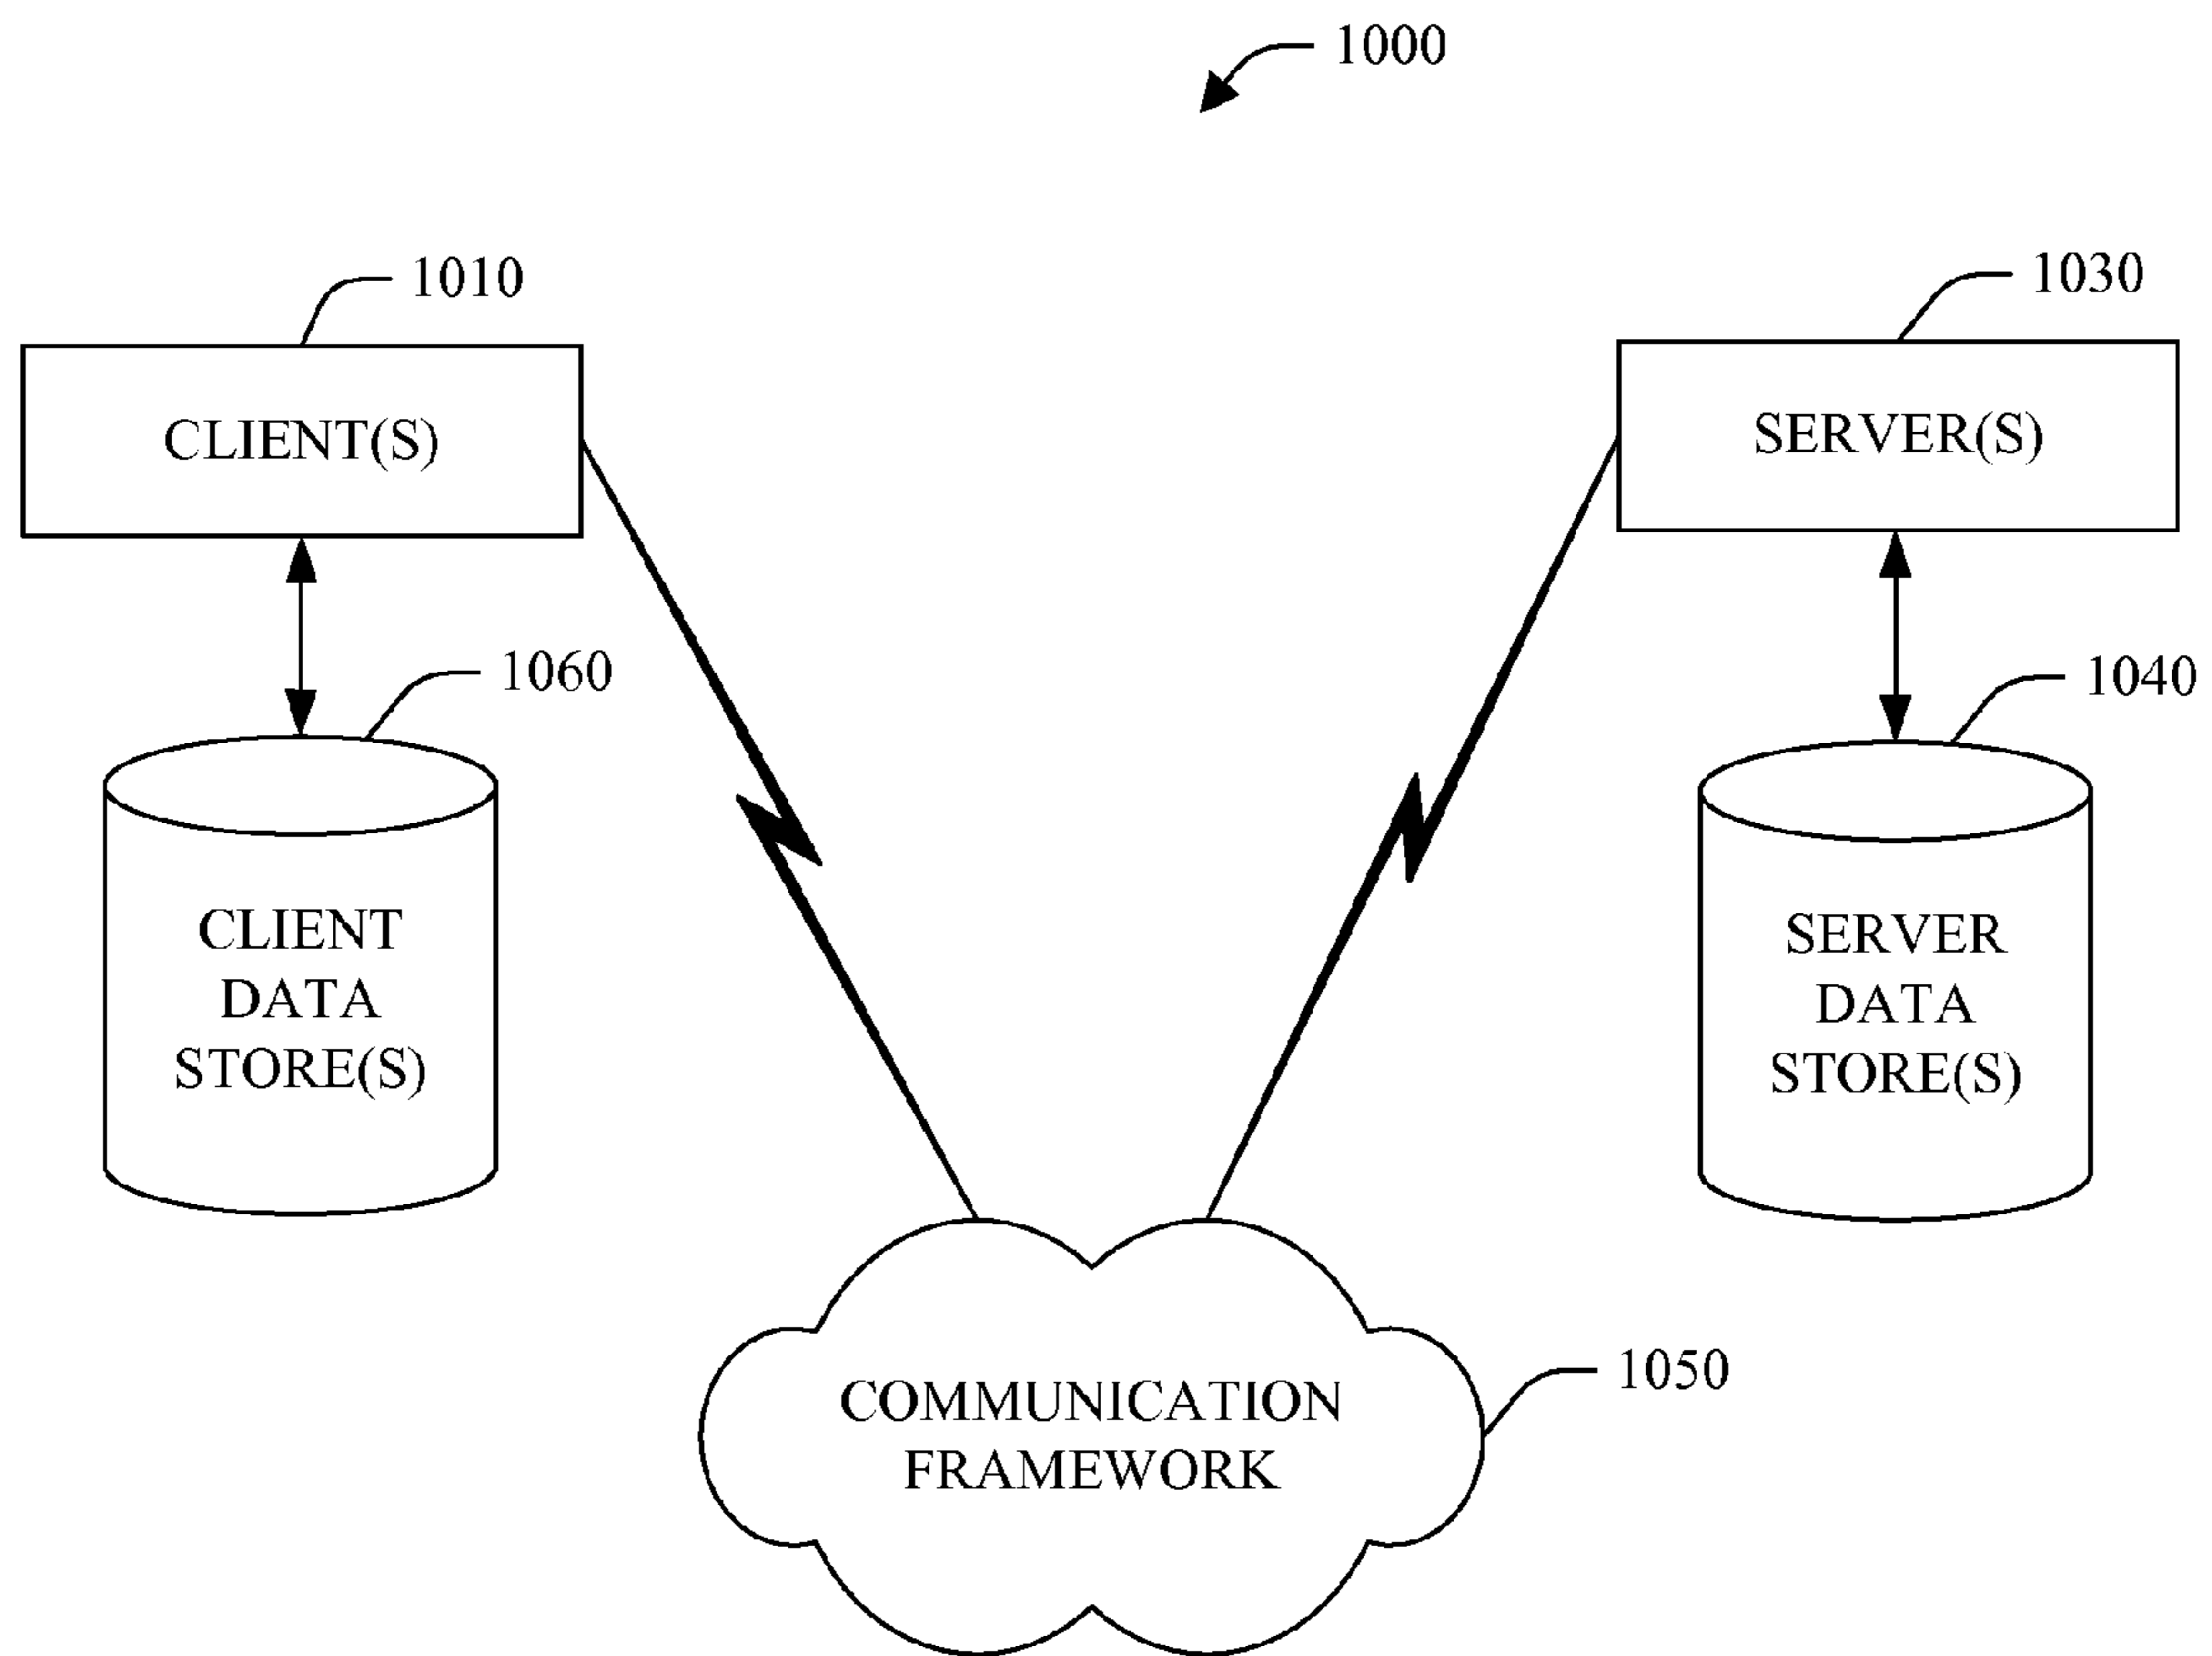 1000
1010
1030
CLIENT(S)
SERVER(S)
1060
1040
CLIENT
DATA
STORE(S)
SERVER
DATA
STORE(S)
1050
COMMUNICATION
FRAMEWORK